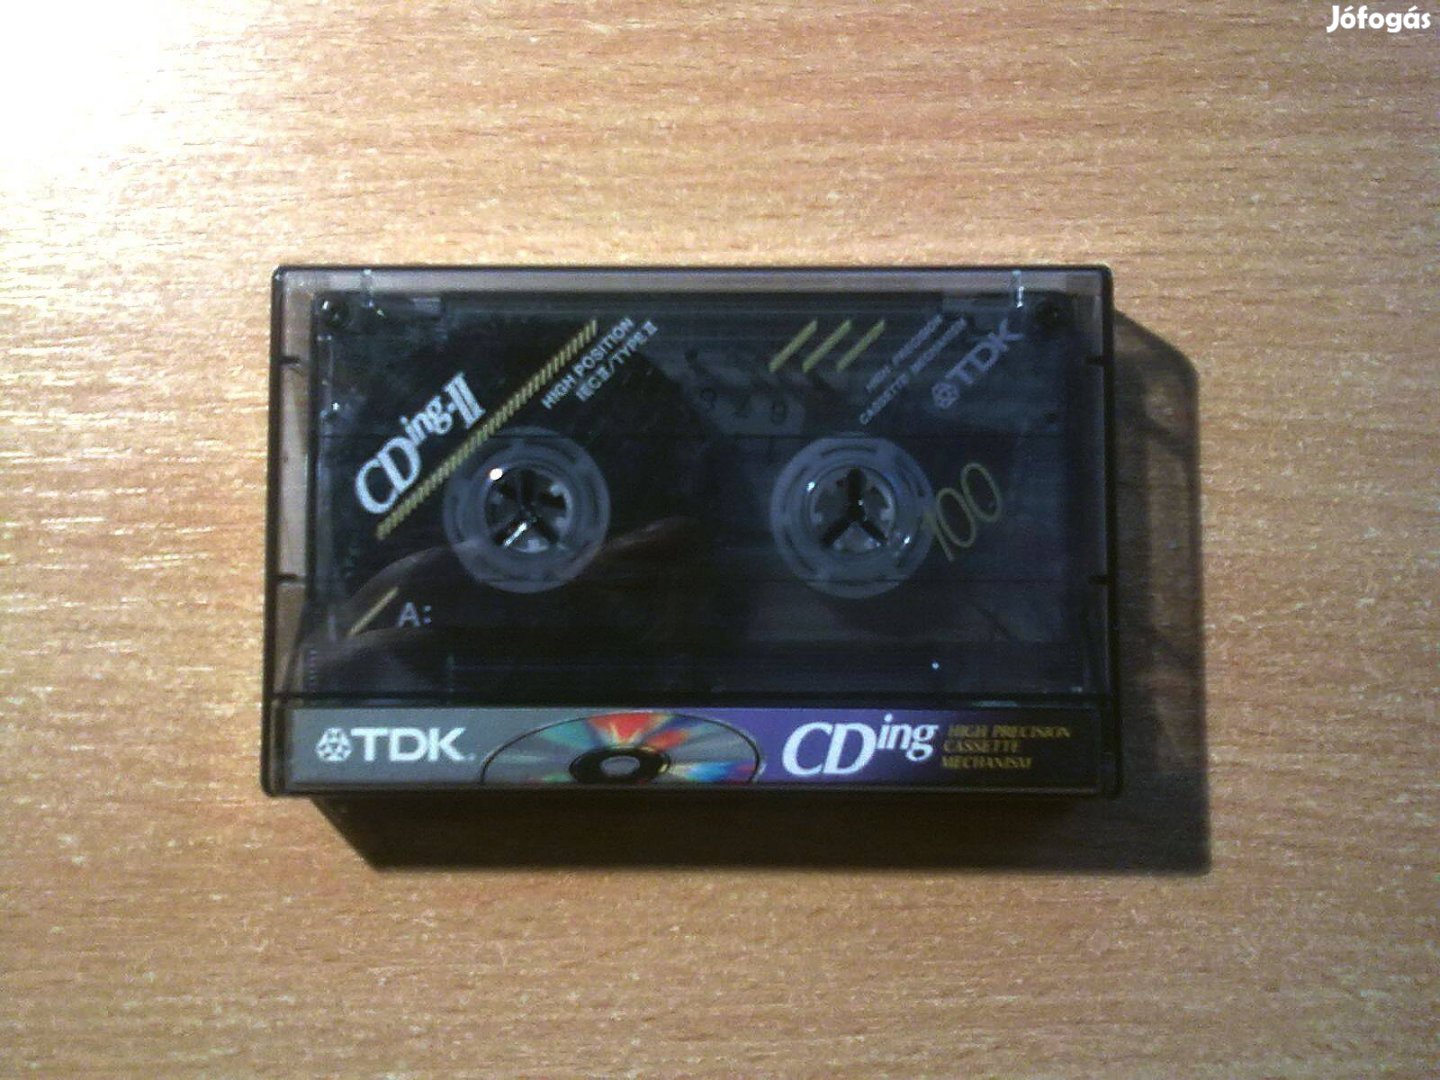 Jófogás
CDing-II
HIGH POSITION
IEC II/TYPE II
HIGH PRECISION
CASSETTE MECHANISM
TDK
100
A:
TDK
CDing
HIGH PRECISION
CASSETTE
MECHANISM